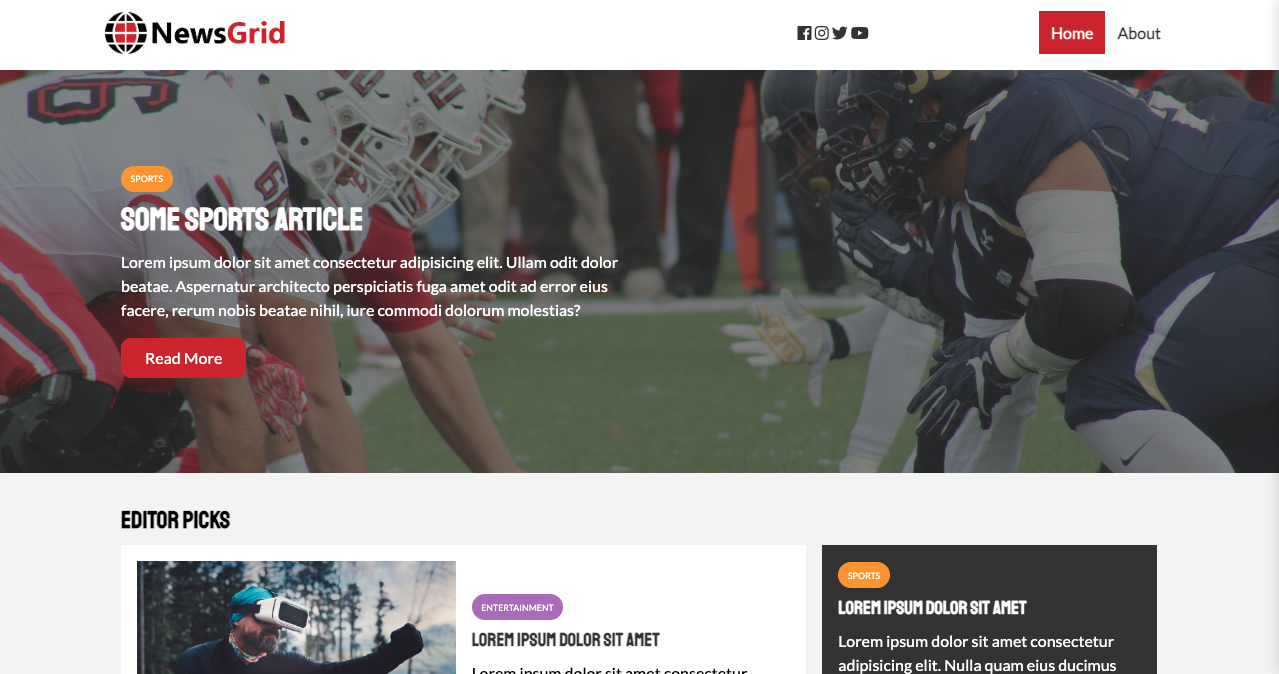 NewsGrid
Home
About
SPORTS
SOME SPORTS ARTICLE
Lorem ipsum dolor sit amet consectetur adipisicing elit. Ullam odit dolor
beatae. Aspernatur architecto perspiciatis fuga amet odit ad error eius
facere, rerum nobis beatae nihil, iure commodi dolorum molestias?
Read More
EDITOR PICKS
ENTERTAINMENT
LOREM IPSUM DOLOR SIT AMET
Lorem ipsum dolor sit amet consectetur
SPORTS
LOREM IPSUM DOLOR SIT AMET
Lorem ipsum dolor sit amet consectetur
adipisicing elit. Nulla quam eius ducimus